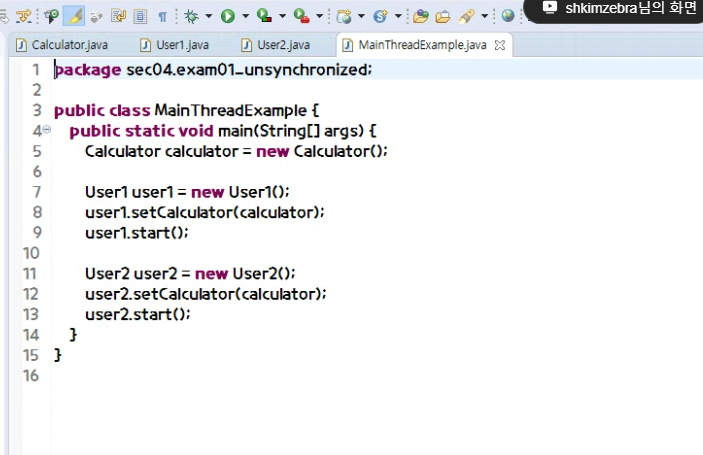 shkimzebra님의 화면
Calculator.java User1.java User2.java MainThreadExample.java
1 package sec04.exam01_unsynchronized;
2
3 public class MainThreadExample {
4 public static void main(String[] args) {
5 Calculator calculator = new Calculator();
6
7 User1 user1 = new User1();
8 user1.setCalculator(calculator);
9 user1.start();
10
11 User2 user2 = new User2();
12 user2.setCalculator(calculator);
13 user2.start();
14 }
15 }
16